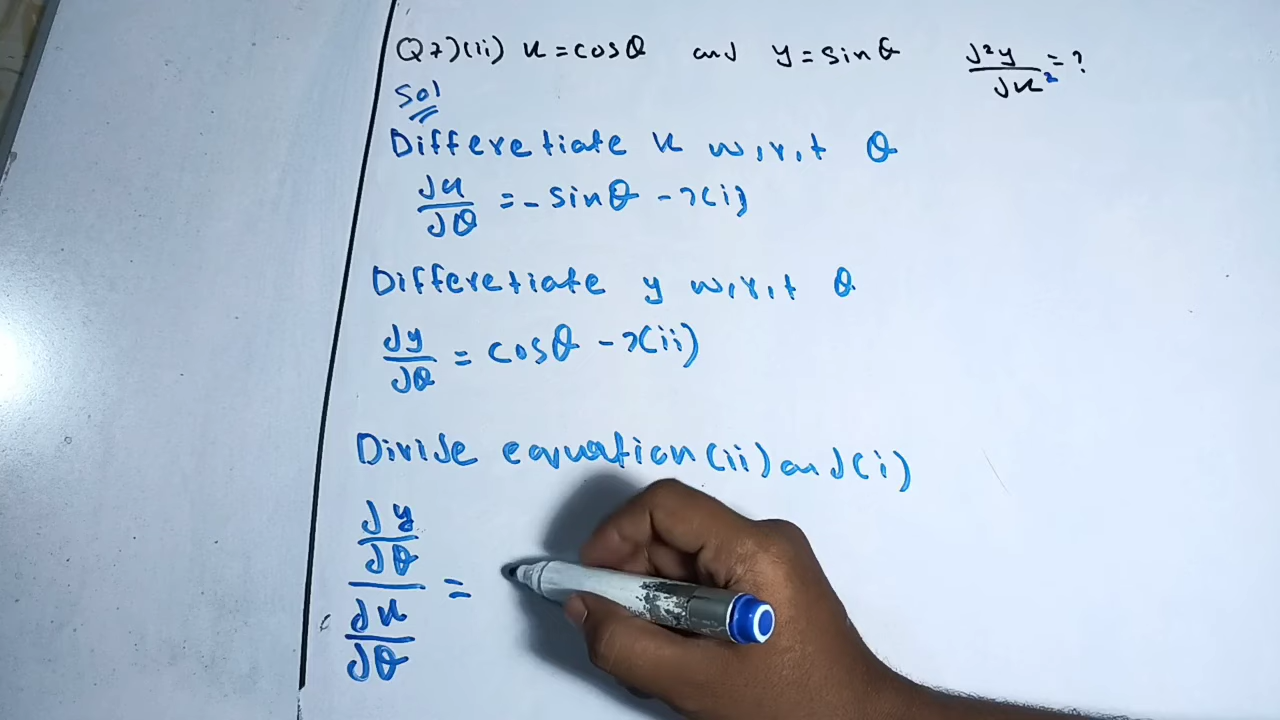 Q7)(ii) x=cosθ and y=sinθ d²y/dx²=?
Sol
Differetiate x w,r,t θ
dx/dθ = -sinθ -→(i)
Differetiate y w,r,t θ
dy/dθ = cosθ -→(ii)
Divide equation(ii) and (i)
dy/dθ / dx/dθ =